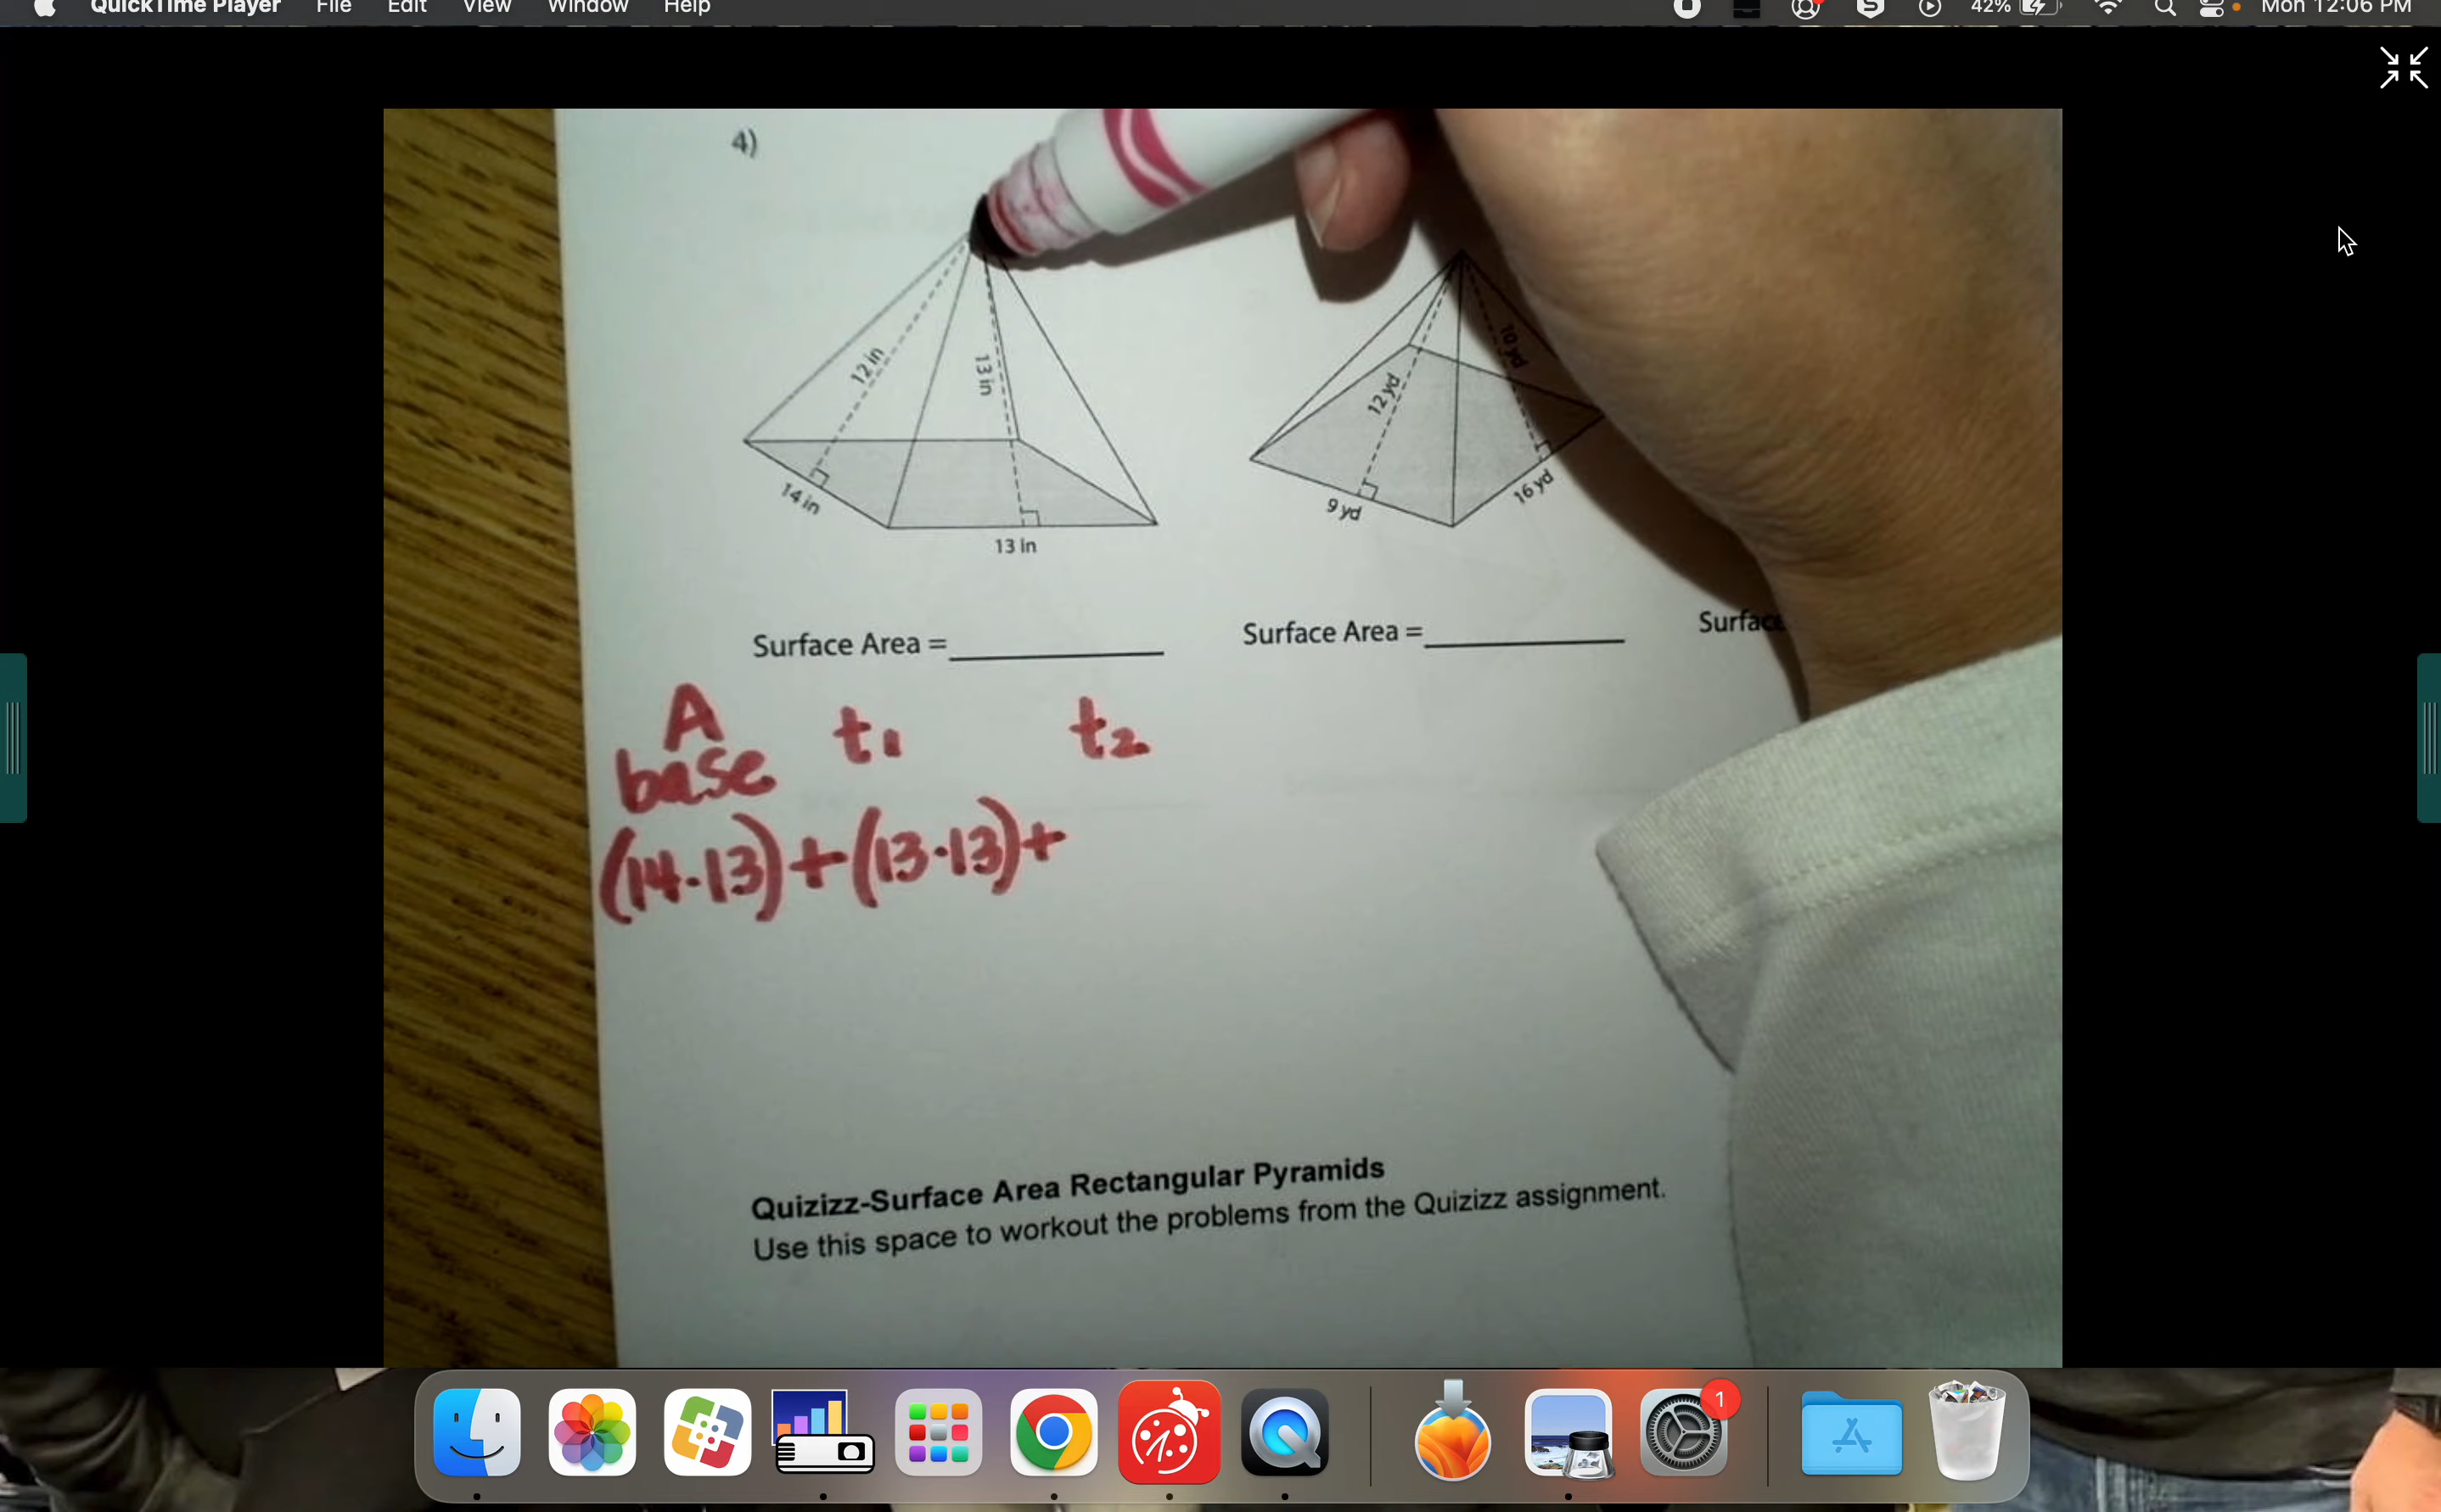 QuickTime Player File Edit View Window Help 42% Mon 12:06 PM
4)
12 in
13 in
14 in
13 in
12 yd
10 yd
9 yd
16 yd
Surface Area = Surface Area = Surface
A
base t1 t2
(14·13)+(13·13)+
Quizizz-Surface Area Rectangular Pyramids
Use this space to workout the problems from the Quizizz assignment.
1